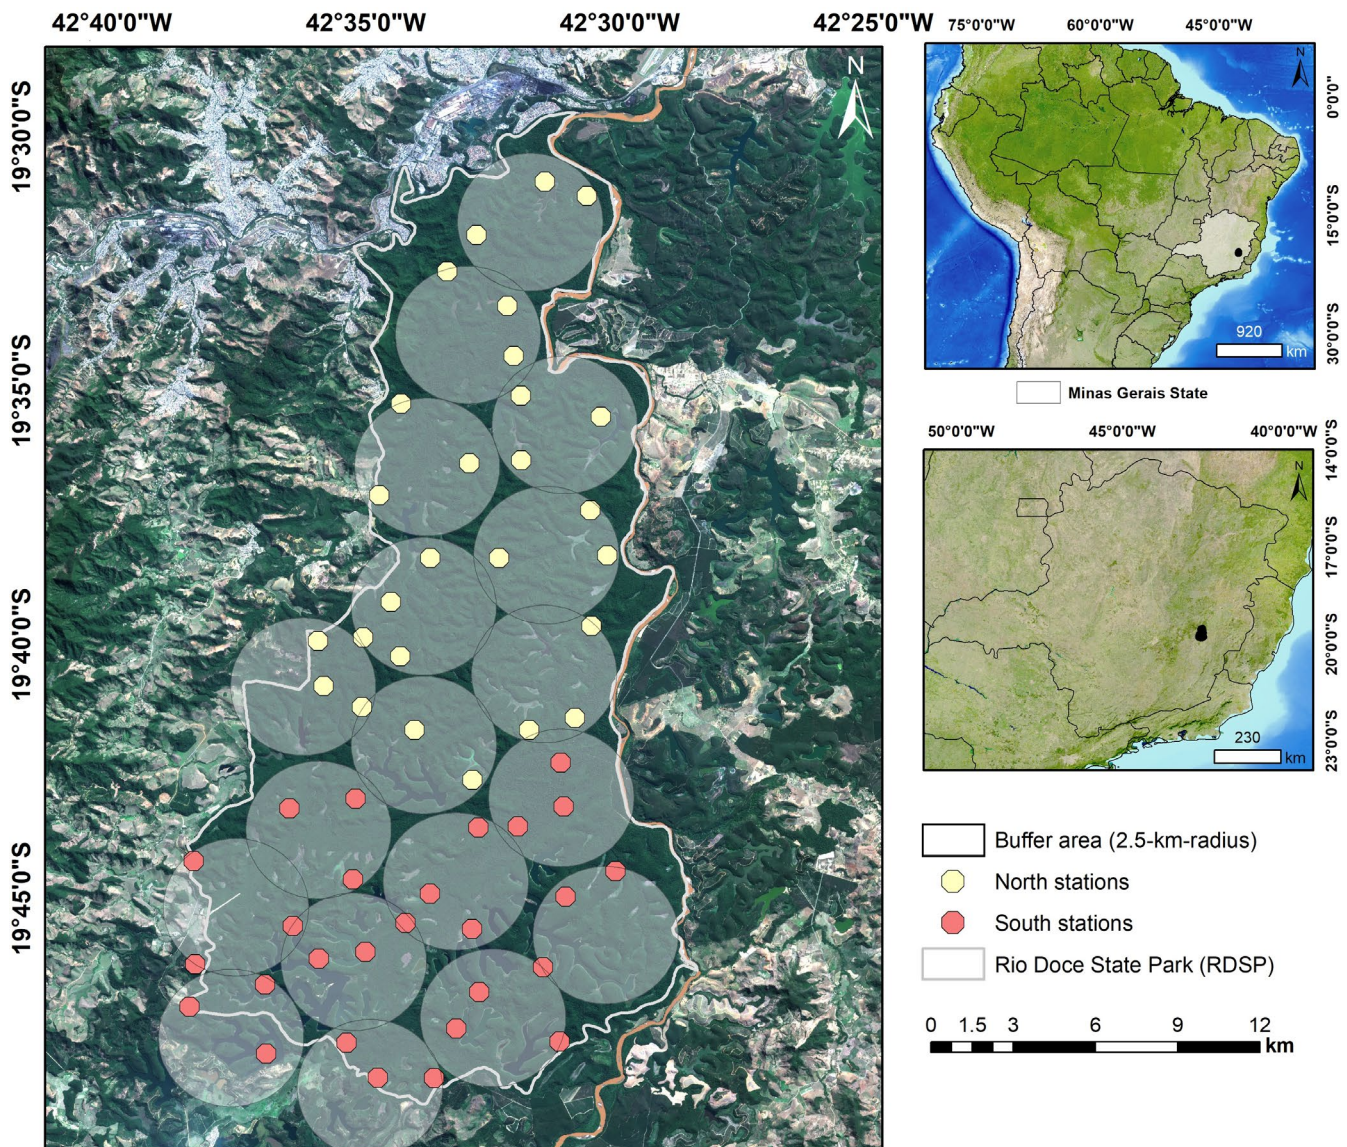 42°40'0"W 42°35'0"W 42°30'0"W 42°25'0"W
19°30'0"S
19°35'0"S
19°40'0"S
19°45'0"S
N
75°0'0"W 60°0'0"W 45°0'0"W
N
0°0'0"
15°0'0"S
30°0'0"S
920
km
Minas Gerais State
50°0'0"W 45°0'0"W 40°0'0"W
N
14°0'0"S
17°0'0"S
20°0'0"S
23°0'0"S
230
km
Buffer area (2.5-km-radius)
North stations
South stations
Rio Doce State Park (RDSP)
0 1.5 3 6 9 12
km